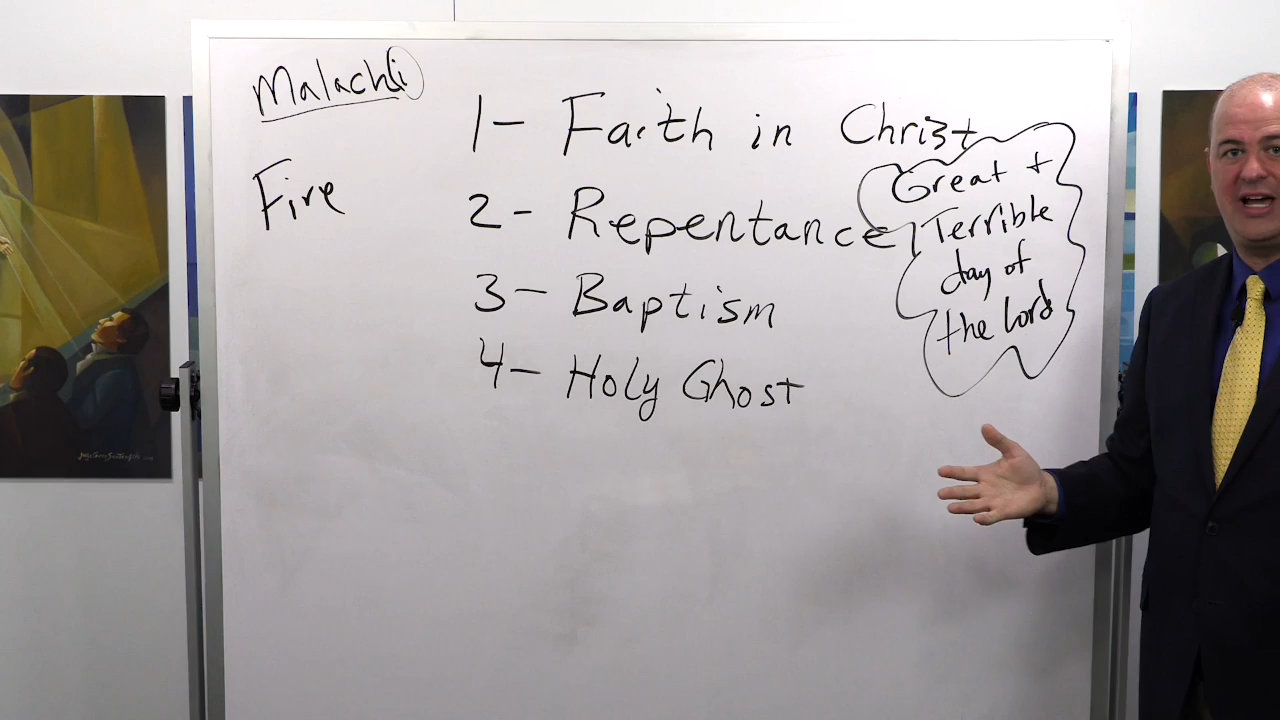 Malachi
Fire
1- Faith in Christ
2- Repentance
3- Baptism
4- Holy Ghost
Great +
Terrible
day of
the Lord